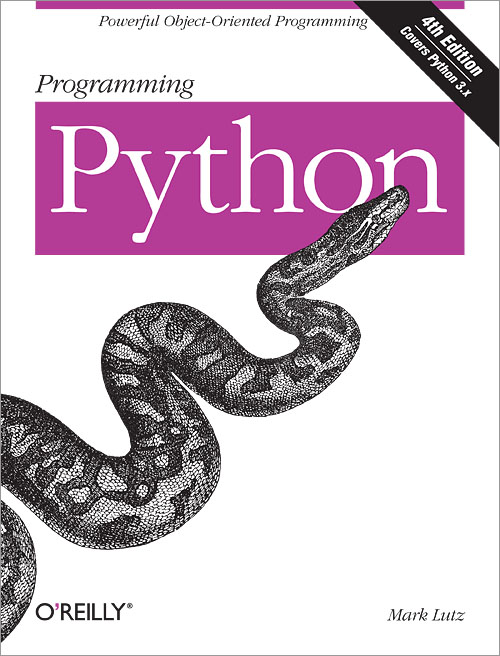 Powerful Object-Oriented Programming
4th Edition
Covers Python 3.x
Programming
Python
O'REILLY®
Mark Lutz